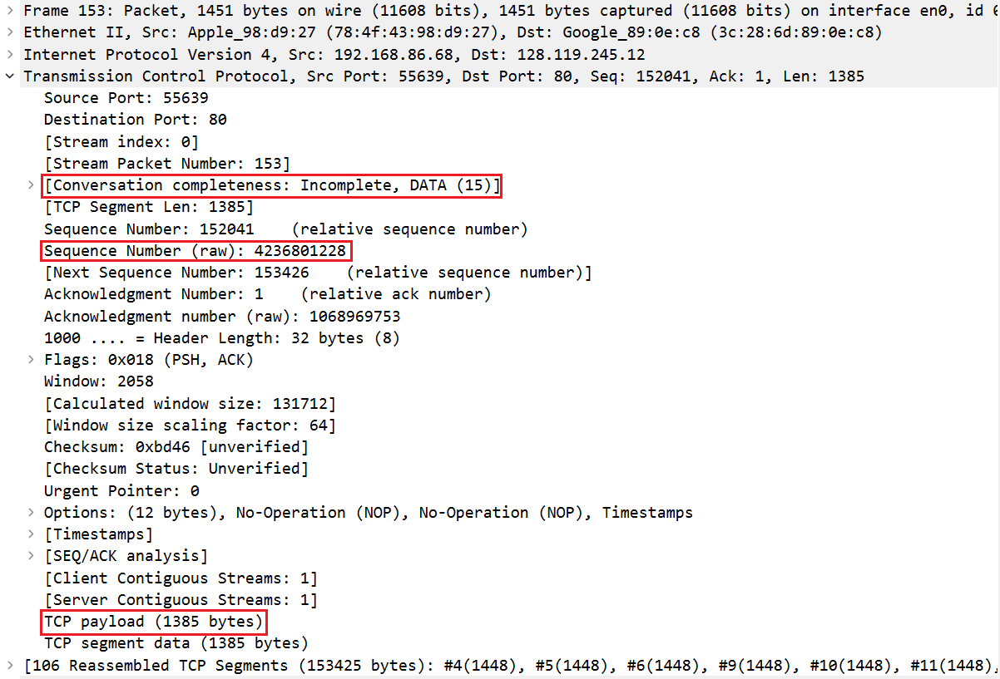 Frame 153: Packet, 1451 bytes on wire (11608 bits), 1451 bytes captured (11608 bits) on interface en0, id
Ethernet II, Src: Apple_98:d9:27 (78:4f:43:98:d9:27), Dst: Google_89:0e:c8 (3c:28:6d:89:0e:c8)
Internet Protocol Version 4, Src: 192.168.86.68, Dst: 128.119.245.12
Transmission Control Protocol, Src Port: 55639, Dst Port: 80, Seq: 152041, Ack: 1, Len: 1385
Source Port: 55639
Destination Port: 80
[Stream index: 0]
[Stream Packet Number: 153]
[Conversation completeness: Incomplete, DATA (15)]
[TCP Segment Len: 1385]
Sequence Number: 152041    (relative sequence number)
Sequence Number (raw): 4236801228
[Next Sequence Number: 153426    (relative sequence number)]
Acknowledgment Number: 1    (relative ack number)
Acknowledgment number (raw): 1068969753
1000 .... = Header Length: 32 bytes (8)
Flags: 0x018 (PSH, ACK)
Window: 2058
[Calculated window size: 131712]
[Window size scaling factor: 64]
Checksum: 0xbd46 [unverified]
[Checksum Status: Unverified]
Urgent Pointer: 0
Options: (12 bytes), No-Operation (NOP), No-Operation (NOP), Timestamps
[Timestamps]
[SEQ/ACK analysis]
[Client Contiguous Streams: 1]
[Server Contiguous Streams: 1]
TCP payload (1385 bytes)
TCP segment data (1385 bytes)
[106 Reassembled TCP Segments (153425 bytes): #4(1448), #5(1448), #6(1448), #9(1448), #10(1448), #11(1448),